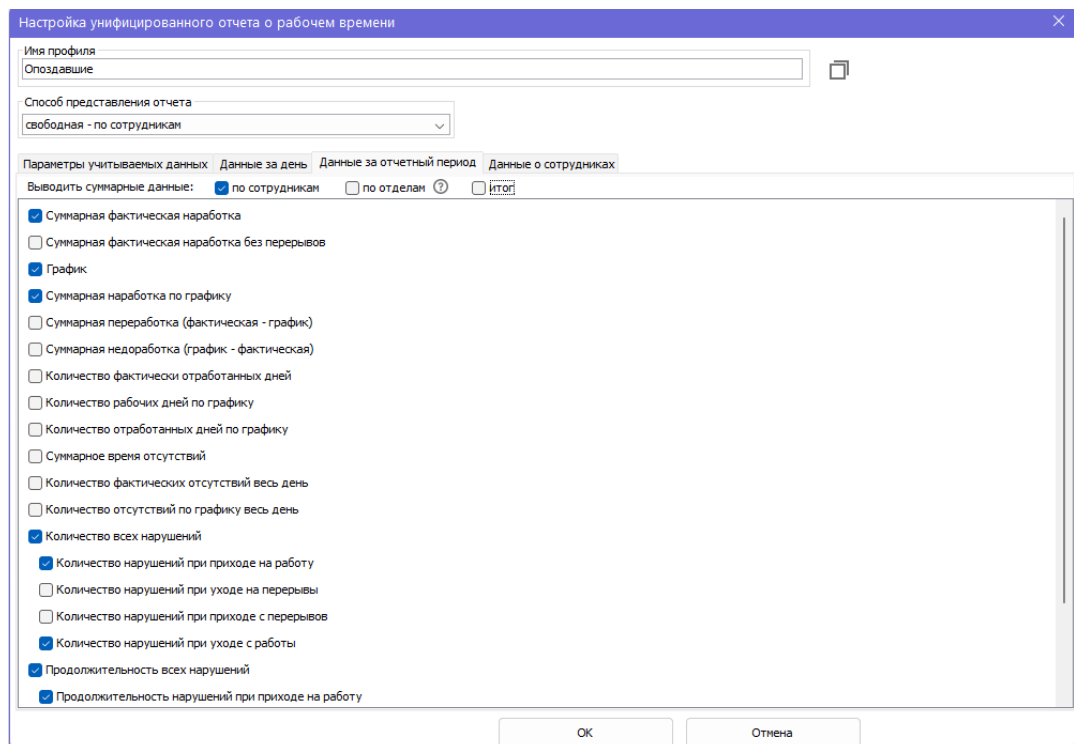 Настройка унифицированного отчета о рабочем времени
Имя профиля
Опоздавшие
Способ представления отчета
свободная - по сотрудникам
Параметры учитываемых данных Данные за день Данные за отчетный период Данные о сотрудниках
Выводить суммарные данные: по сотрудникам по отделам ? итог
Суммарная фактическая наработка
Суммарная фактическая наработка без перерывов
График
Суммарная наработка по графику
Суммарная переработка (фактическая - график)
Суммарная недоработка (график - фактическая)
Количество фактически отработанных дней
Количество рабочих дней по графику
Количество отработанных дней по графику
Суммарное время отсутствий
Количество фактических отсутствий весь день
Количество отсутствий по графику весь день
Количество всех нарушений
Количество нарушений при приходе на работу
Количество нарушений при уходе на перерывы
Количество нарушений при приходе с перерывов
Количество нарушений при уходе с работы
Продолжительность всех нарушений
Продолжительность нарушений при приходе на работу
ОК Отмена